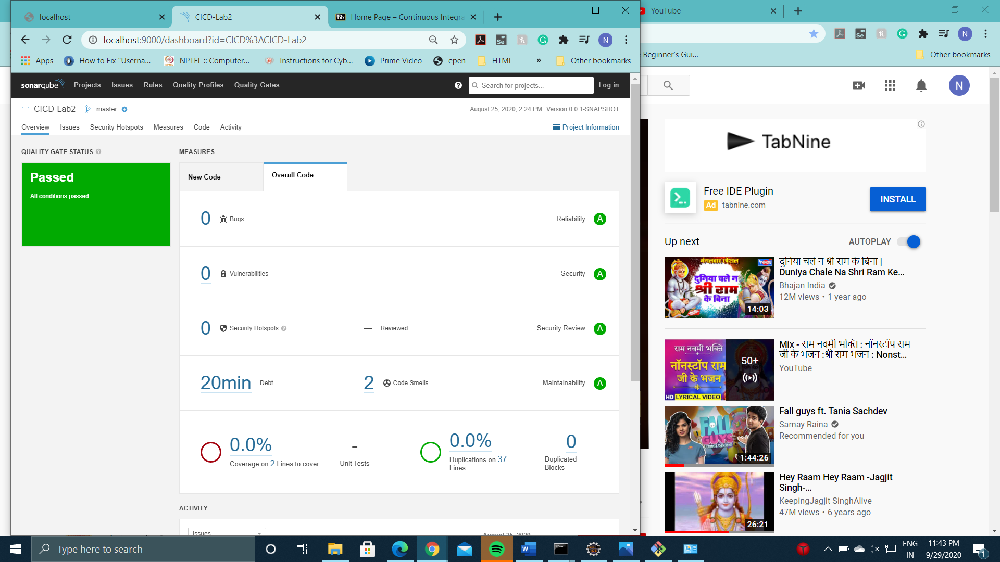 localhost
CICD-Lab2
Home Page – Continuous Integra
localhost:9000/dashboard?id=CICD%3ACICD-Lab2
N
Apps
How to Fix "Userna...
NPTEL :: Computer...
Instructions for Cyb...
Prime Video
epen
HTML
»
Other bookmarks
sonarqube
Projects
Issues
Rules
Quality Profiles
Quality Gates
Search for projects...
Log in
CICD-Lab2
master
August 25, 2020, 2:24 PM Version 0.0.1-SNAPSHOT
Overview
Issues
Security Hotspots
Measures
Code
Activity
Project Information
QUALITY GATE STATUS
Passed
All conditions passed.
MEASURES
New Code
Overall Code
0 Bugs
Reliability A
0 Vulnerabilities
Security A
0 Security Hotspots
— Reviewed
Security Review A
20min Debt
2 Code Smells
Maintainability A
0.0%
Coverage on 2 Lines to cover
-
Unit Tests
0.0%
Duplications on 37
Lines
0
Duplicated
Blocks
ACTIVITY
Issues
August 25, 2020
YouTube
N
Beginner's Gui...
Other bookmarks
N
TabNine
Free IDE Plugin
Ad tabnine.com
INSTALL
Up next
AUTOPLAY
मंगलवार स्पेशल
WINGS
दुनिया चले न
श्री राम
के बिना
14:03
दुनिया चले न श्री राम के बिना |
Duniya Chale Na Shri Ram Ke...
Bhajan India
12M views • 1 year ago
राम नवमी भक्ति
नॉनस्टॉप राम
जी के भजन
HD LYRICAL VIDEO
50+
Mix - राम नवमी भक्ति : नॉनस्टॉप राम
जी के भजन :श्री राम भजन : Nonst...
YouTube
FALL
GUYS
ULTIMATE KNOCKOUT
1:44:26
Fall guys ft. Tania Sachdev
Samay Raina
Recommended for you
26:21
Hey Raam Hey Raam -Jagjit
Singh-...
KeepingJagjit SinghAlive
47M views • 6 years ago
Type here to search
ENG
IN
11:43 PM
9/29/2020
1